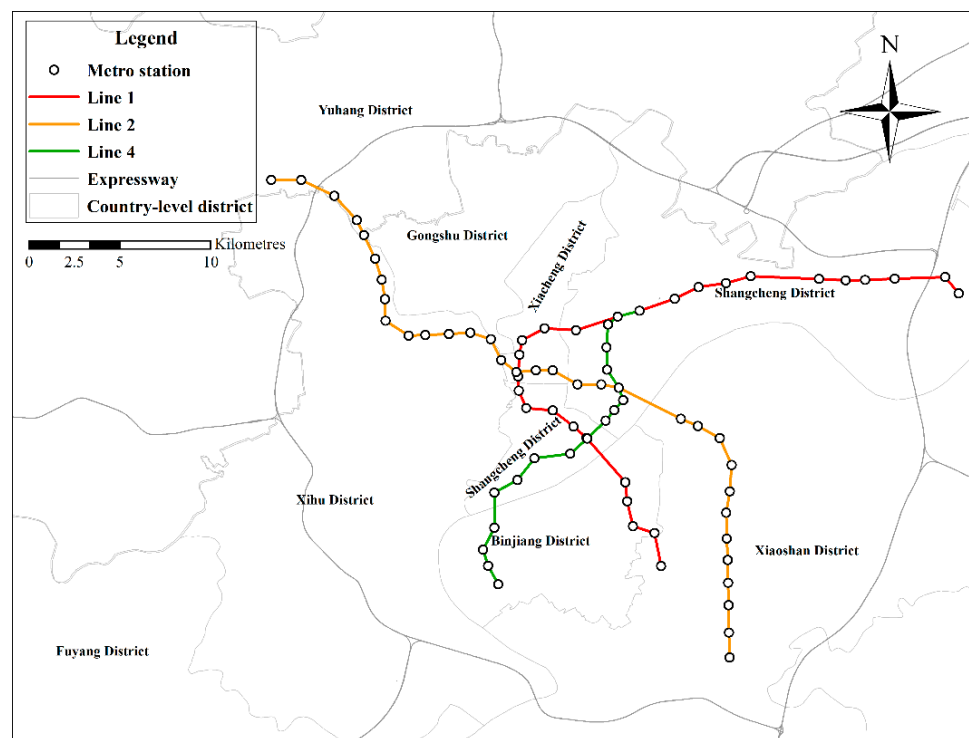 Legend
Metro station
Line 1
Line 2
Line 4
Expressway
Country-level district
Kilometres
0 2.5 5 10
N
Yuhang District
Gongshu District
Xiacheng District
Shangcheng District
Shangcheng District
Xihu District
Binjiang District
Xiaoshan District
Fuyang District